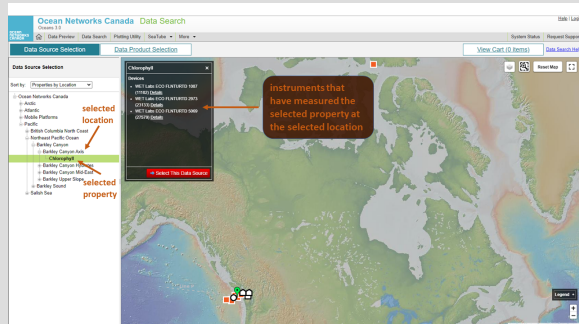 Ocean Networks Canada Data Search
Oceans 3.0
Help | Log
OCEAN NETWORKS CANADA
Data Preview Data Search Plotting Utility SeaTube More
System Status Request Support
Data Source Selection
Data Product Selection
View Cart (0 items)
Data Search Help
Data Source Selection
Sort by: Properties by Location
Ocean Networks Canada
Arctic
Atlantic
Mobile Platforms
Pacific
British Columbia North Coast
Northeast Pacific Ocean
Barkley Canyon
Barkley Canyon Axis
Chlorophyll
Barkley Canyon Hydrates
Barkley Canyon Mid-East
Barkley Upper Slope
Barkley Sound
Salish Sea
selected
location
selected
property
Chlorophyll
×
Devices
WET Labs ECO FLNTURTD
Details
WET Labs ECO FLNTURTD
Details
WET Labs ECO FLNTURTD
Details
Select This Data Source
instruments that
have measured the
selected property at
the selected location
Reset Map
Legend
+
−